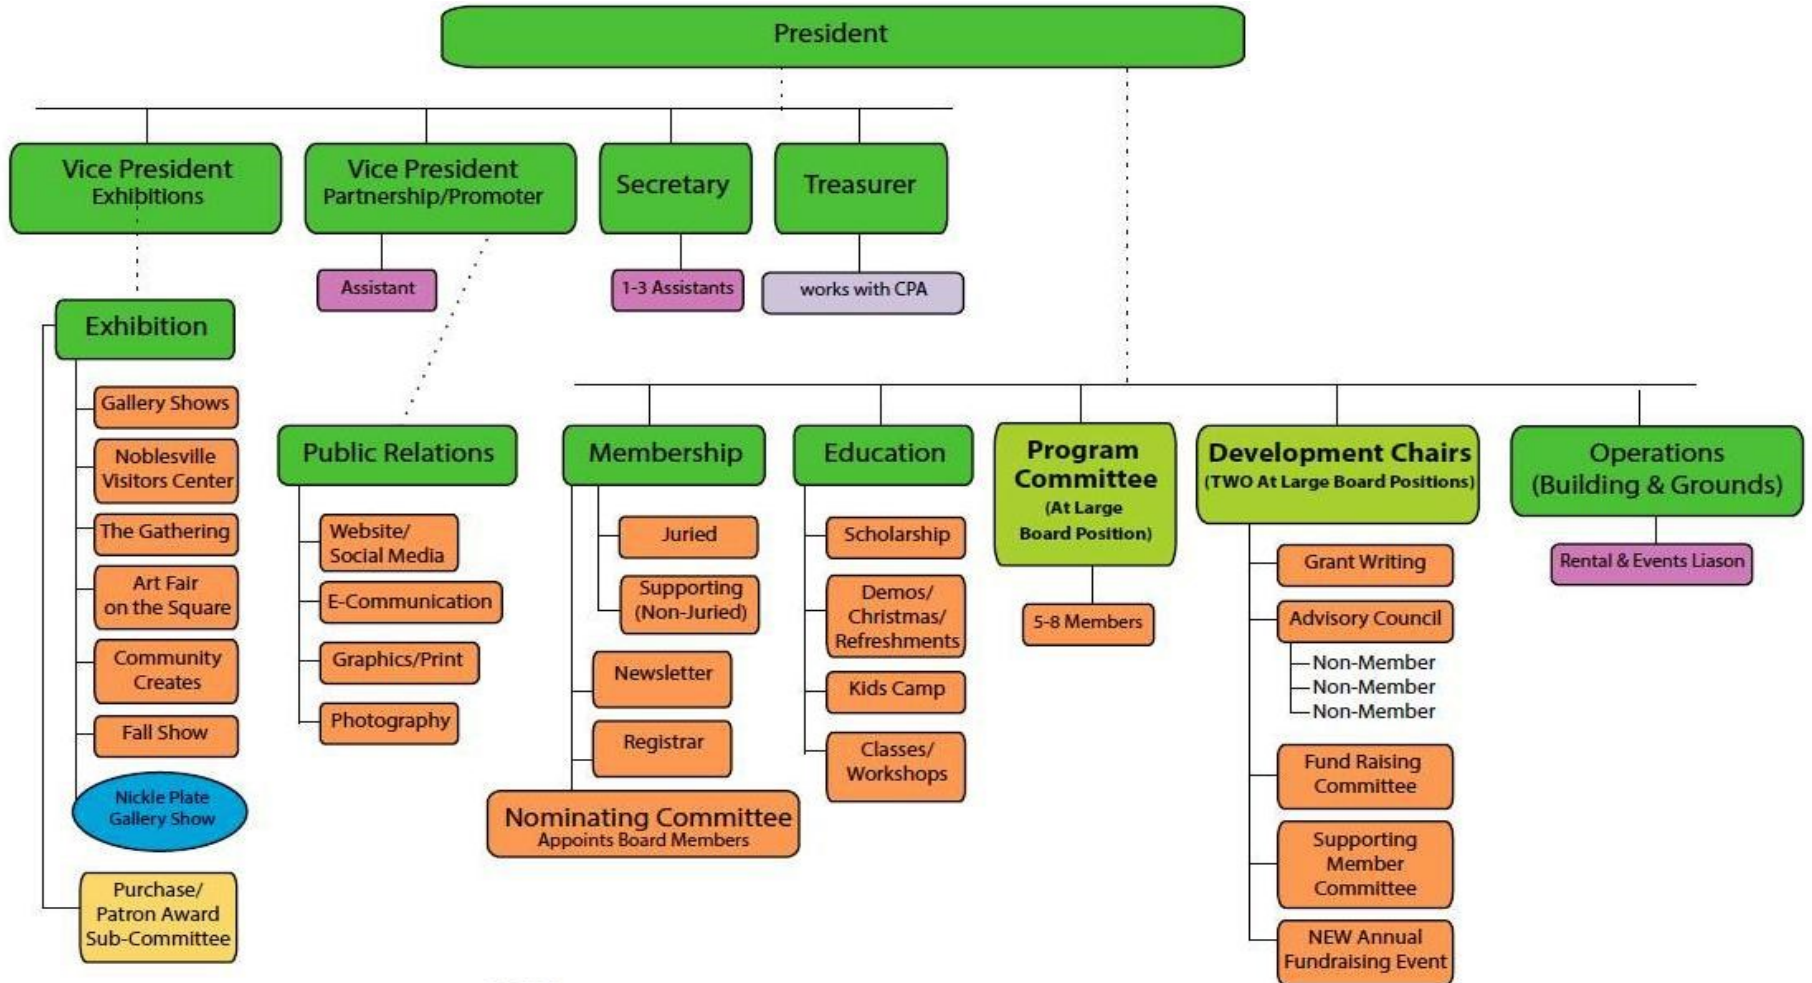 President
Vice President
Exhibitions
Vice President
Partnership/Promoter
Secretary
Treasurer
Assistant
1-3 Assistants
works with CPA
Exhibition
Gallery Shows
Noblesville
Visitors Center
The Gathering
Art Fair
on the Square
Community
Creates
Fall Show
Nickle Plate
Gallery Show
Purchase/
Patron Award
Sub-Committee
Public Relations
Website/
Social Media
E-Communication
Graphics/Print
Photography
Membership
Juried
Supporting
(Non-Juried)
Newsletter
Registrar
Nominating Committee
Appoints Board Members
Education
Scholarship
Demos/
Christmas/
Refreshments
Kids Camp
Classes/
Workshops
Program
Committee
(At Large
Board Position)
5-8 Members
Development Chairs
(TWO At Large Board Positions)
Grant Writing
Advisory Council
Non-Member
Non-Member
Non-Member
Fund Raising
Committee
Supporting
Member
Committee
NEW Annual
Fundraising Event
Operations
(Building & Grounds)
Rental & Events Liason